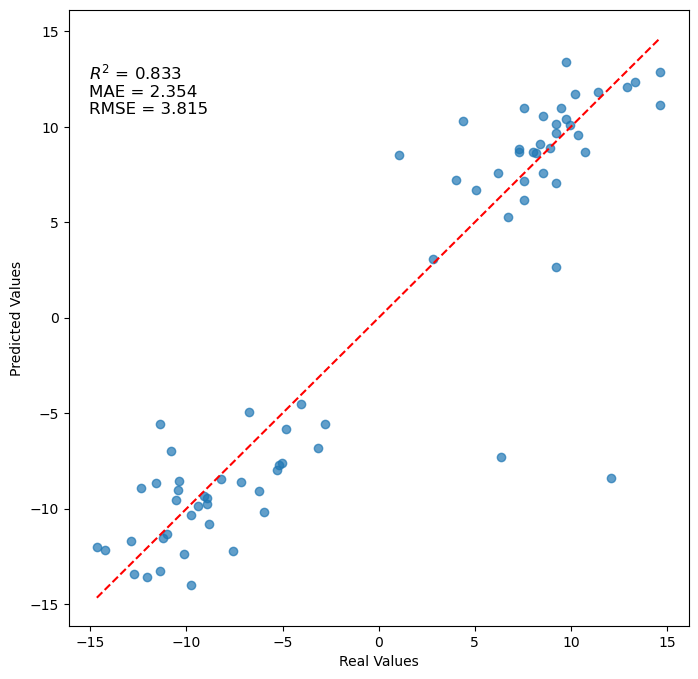 R² = 0.833
MAE = 2.354
RMSE = 3.815
15
10
5
0
−5
−10
−15
Predicted Values
−15 −10 −5 0 5 10 15
Real Values